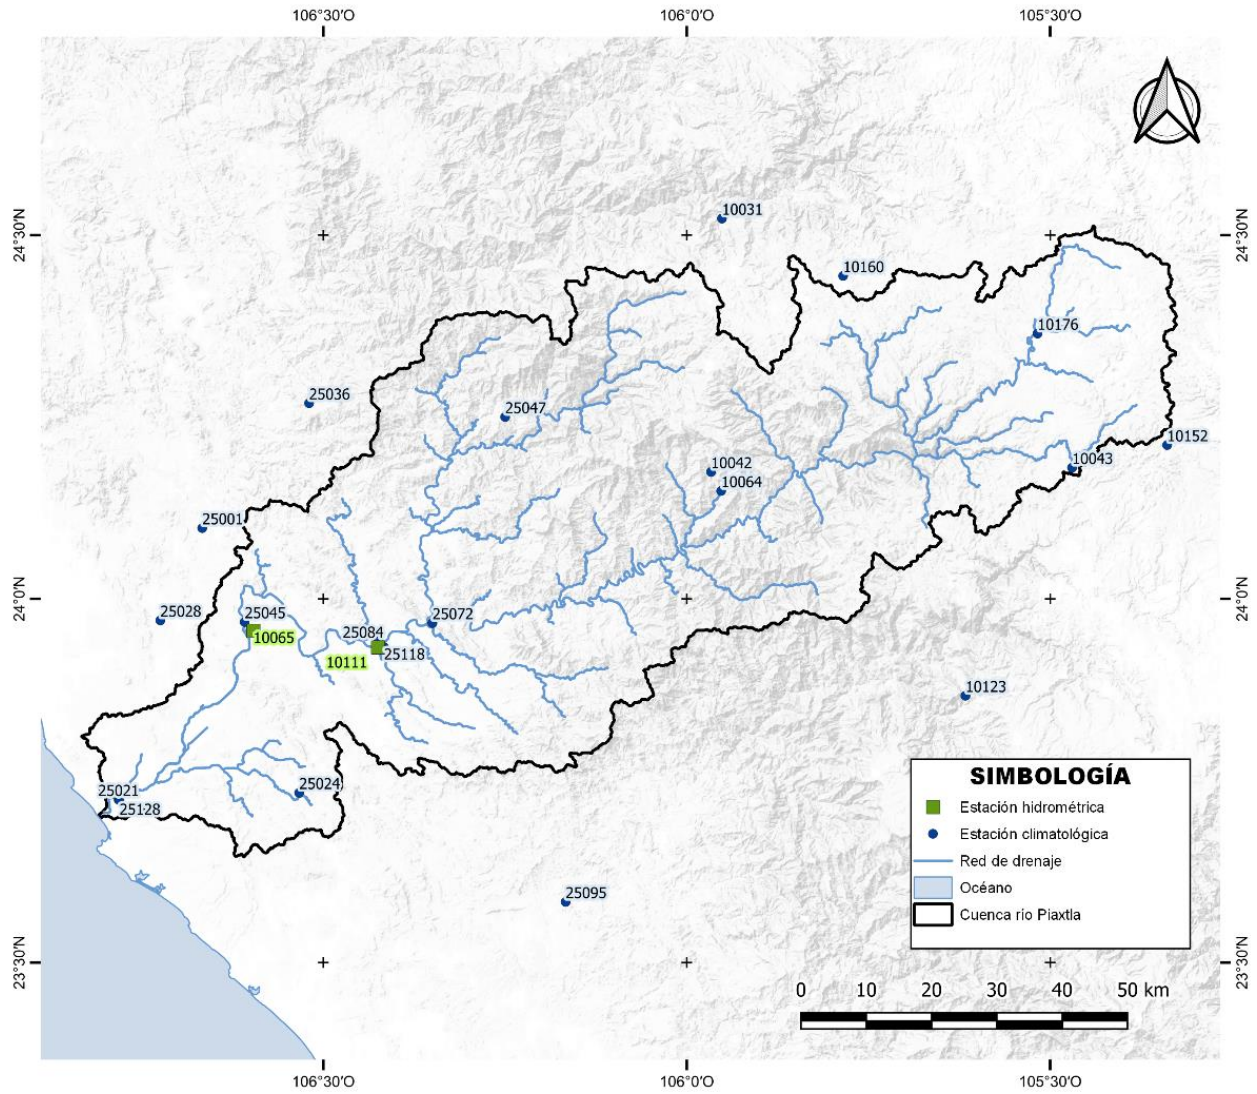 106°30'O
106°0'O
105°30'O
24°30'N
24°30'N
10031
10160
10176
25036
25047
10152
10043
10042
10064
25001
24°0'N
24°0'N
25028
25045
10065
25072
25084
25118
10111
10123
25021
25128
25024
SIMBOLOGÍA
Estación hidrométrica
Estación climatológica
Red de drenaje
Océano
Cuenca río Piaxtla
25095
23°30'N
23°30'N
0 10 20 30 40 50 km
106°30'O
106°0'O
105°30'O